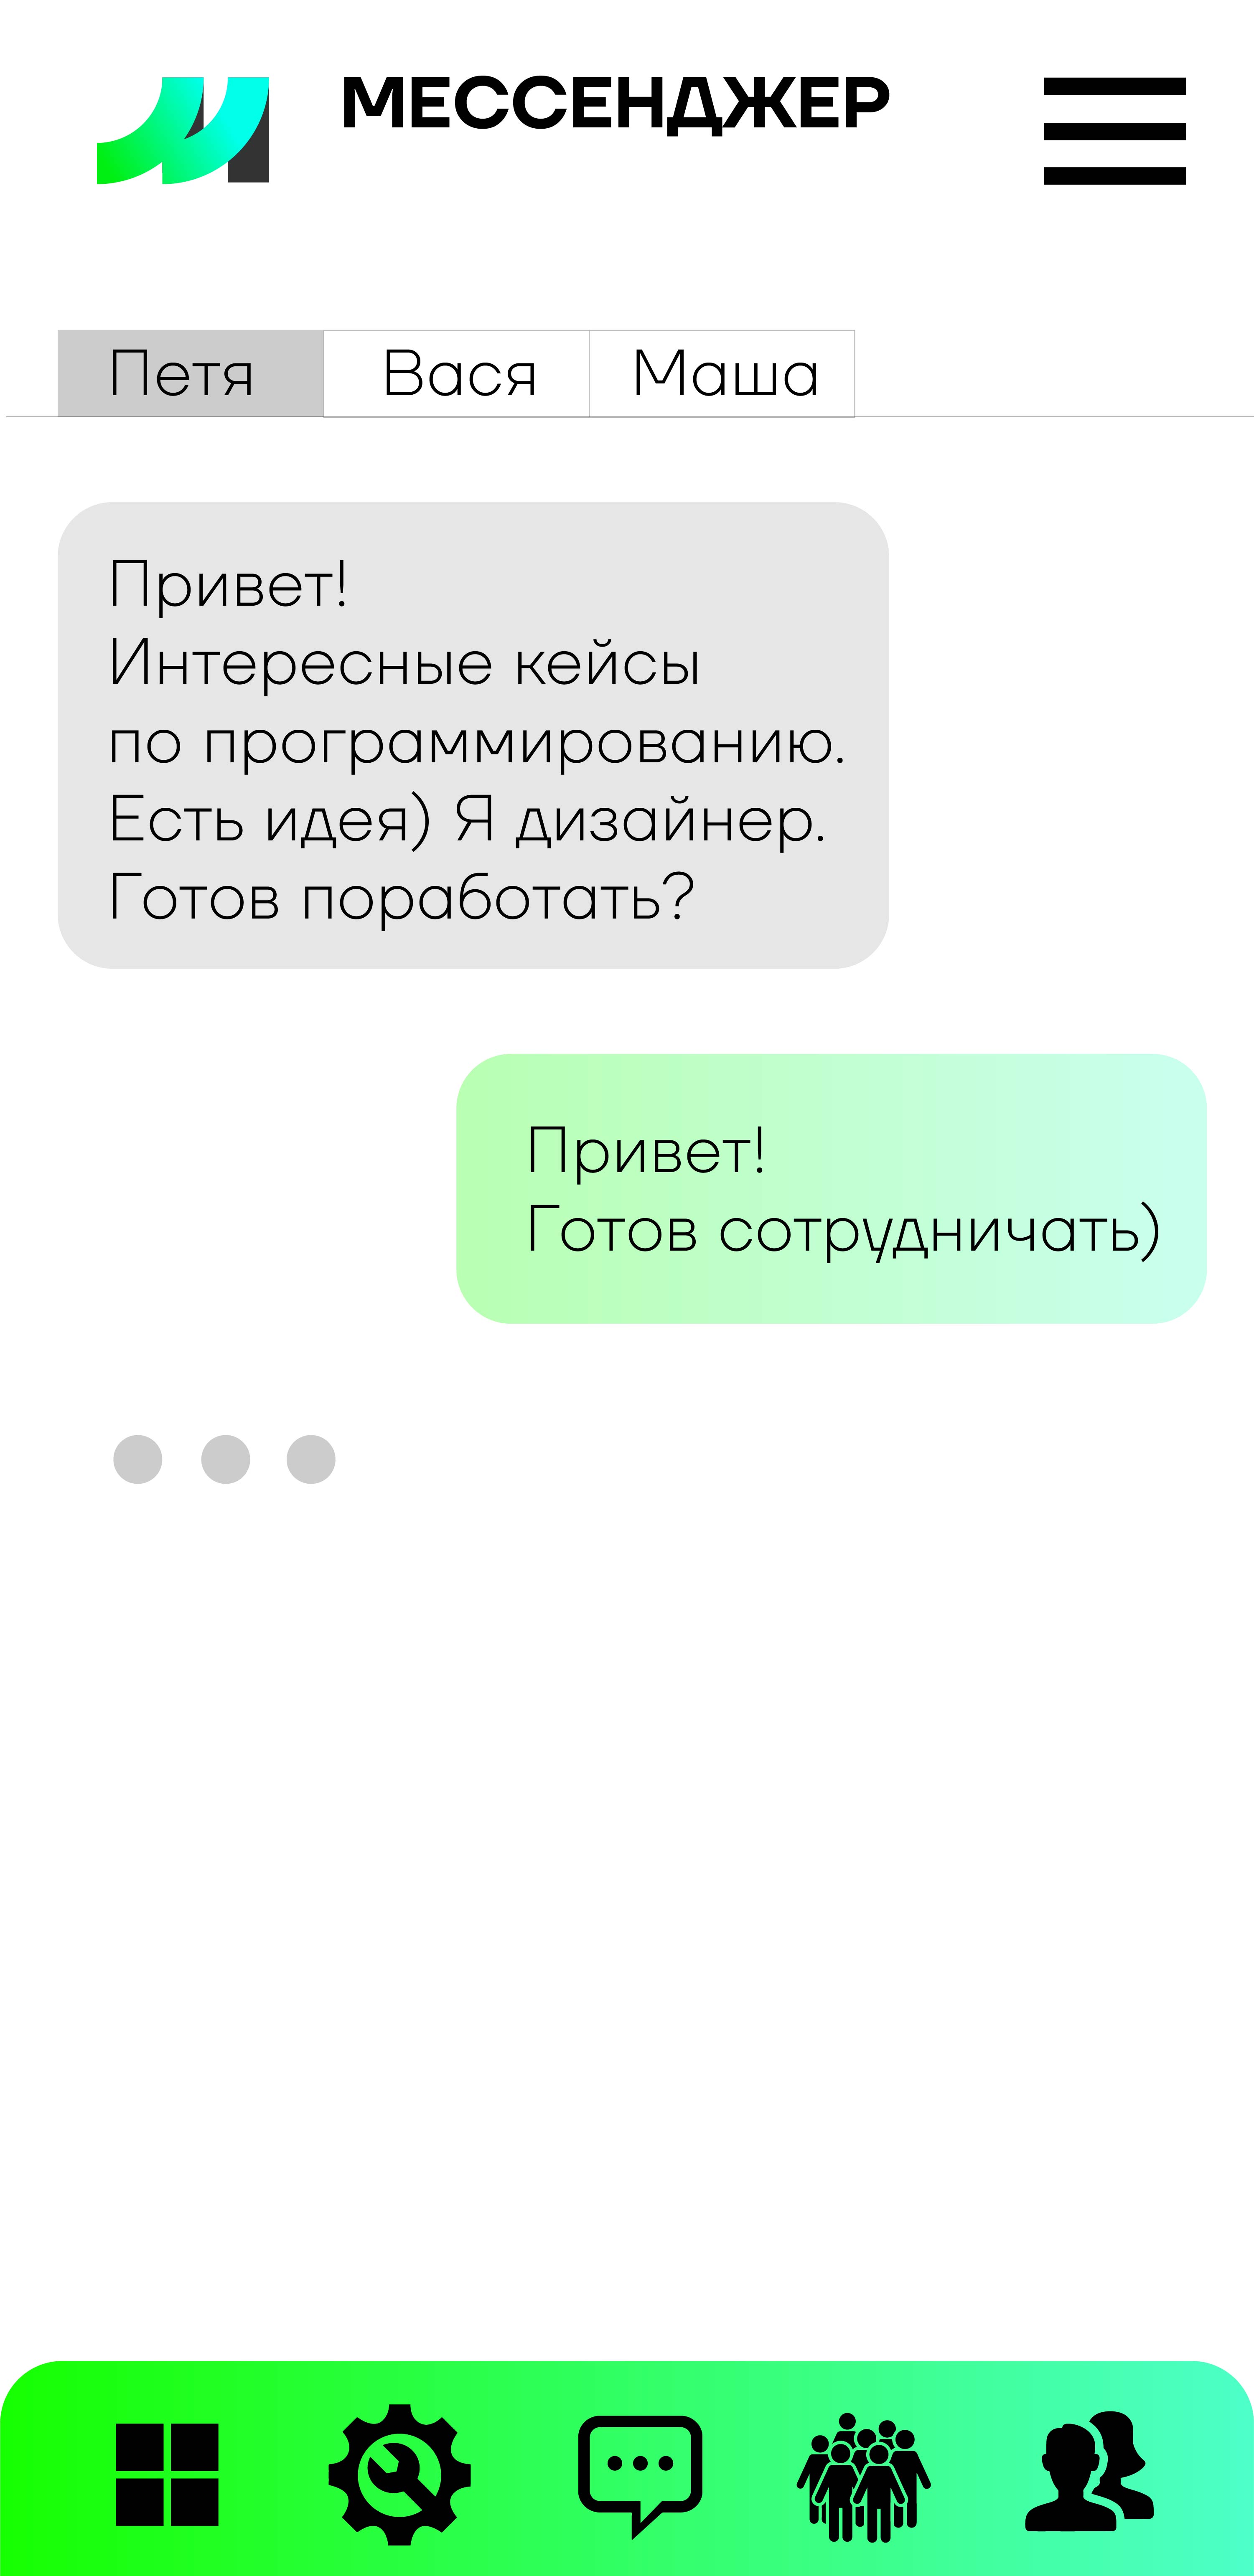 МЕССЕНДЖЕР
Петя Вася Маша
Привет!
Интересные кейсы
по программированию.
Есть идея) Я дизайнер.
Готов поработать?
Привет!
Готов сотрудничать)